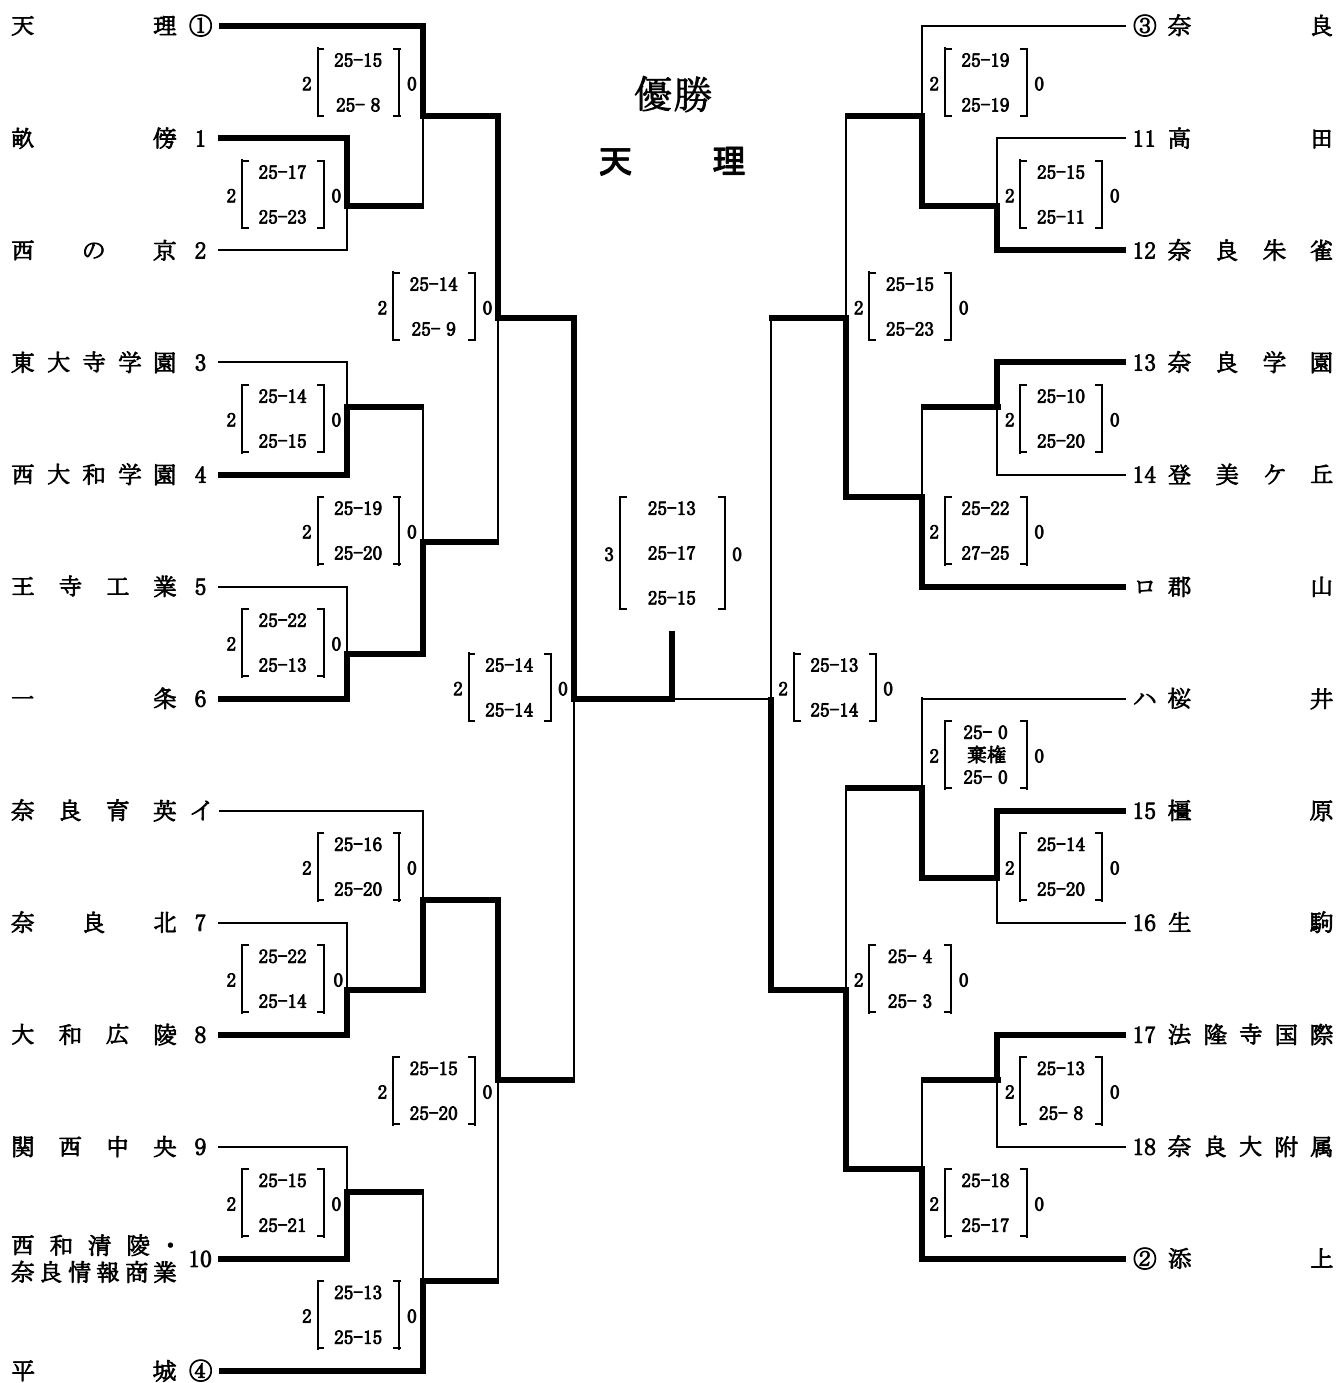 優勝
天理
天理 ①
2 25-15 0
25- 8
畝傍 1
2 25-17 0
25-23
西の京 2
2 25-14 0
25- 9
東大寺学園 3
2 25-14 0
25-15
西大和学園 4
2 25-19 0
25-20
王寺工業 5
2 25-22 0
25-13
一条 6
2 25-14 0
25-14
奈良育英 イ
2 25-16 0
25-20
奈良北 7
2 25-22 0
25-14
大和広陵 8
2 25-15 0
25-20
関西中央 9
2 25-15 0
25-21
西和清陵・
奈良情報商業 10
2 25-13 0
25-15
平城 ④
25-13
3 25-17 0
25-15
③ 奈良
2 25-19 0
25-19
11 高田
2 25-15 0
25-11
12 奈良朱雀
2 25-15 0
25-23
13 奈良学園
2 25-10 0
25-20
14 登美ケ丘
2 25-22 0
27-25
ロ 郡山
2 25-13 0
25-14
ハ 桜井
25- 0
2 棄権 0
25- 0
15 橿原
2 25-14 0
25-20
16 生駒
2 25- 4 0
25- 3
17 法隆寺国際
2 25-13 0
25- 8
18 奈良大附属
2 25-18 0
25-17
② 添上